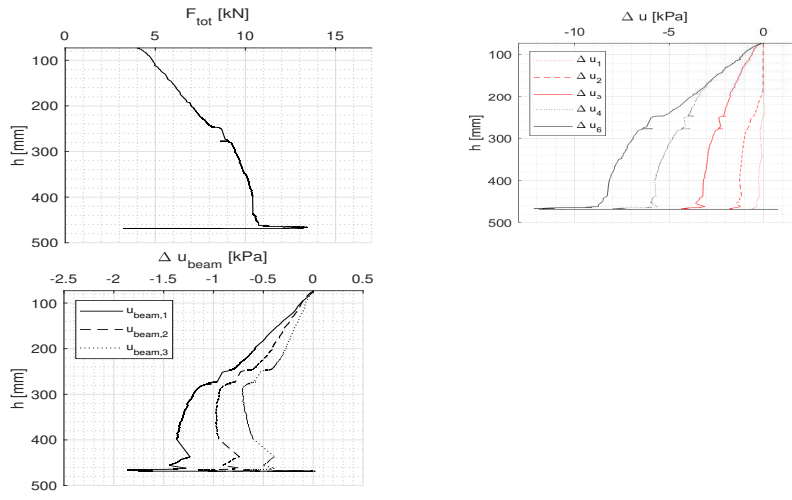 F_tot [kN]
0 5 10 15
100
200
300
400
500
h [mm]
Δ u [kPa]
-10 -5 0
100
200
300
400
500
h [mm]
Δ u_1
Δ u_2
Δ u_3
Δ u_4
Δ u_6
Δ u_beam [kPa]
-2.5 -2 -1.5 -1 -0.5 0 0.5
100
200
300
400
500
h [mm]
u_beam,1
u_beam,2
u_beam,3